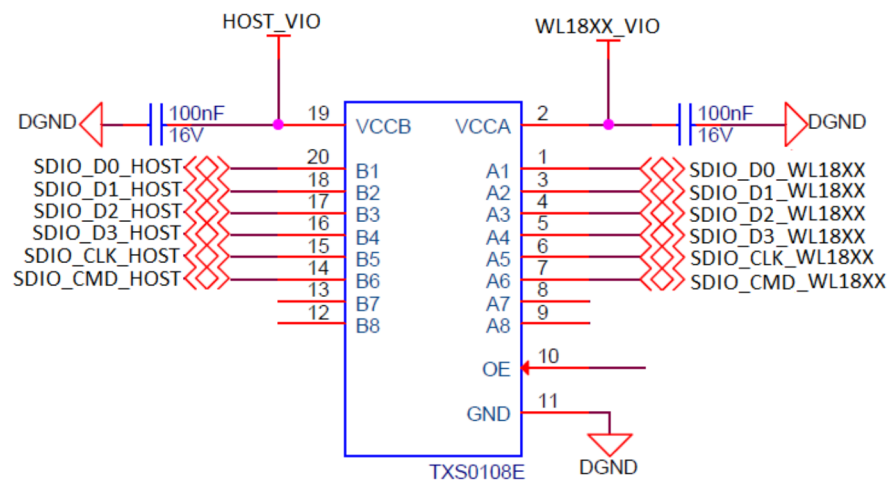 HOST_VIO
WL18XX_VIO
DGND 100nF 19 VCCB VCCA 2 100nF DGND
16V 16V
SDIO_D0_HOST 20 B1 A1 1 SDIO_D0_WL18XX
SDIO_D1_HOST 18 B2 A2 3 SDIO_D1_WL18XX
SDIO_D2_HOST 17 B3 A3 4 SDIO_D2_WL18XX
SDIO_D3_HOST 16 B4 A4 5 SDIO_D3_WL18XX
SDIO_CLK_HOST 15 B5 A5 6 SDIO_CLK_WL18XX
SDIO_CMD_HOST 14 B6 A6 7 SDIO_CMD_WL18XX
13 B7 A7 8
12 B8 A8 9
OE 10
GND 11
DGND
TXS0108E